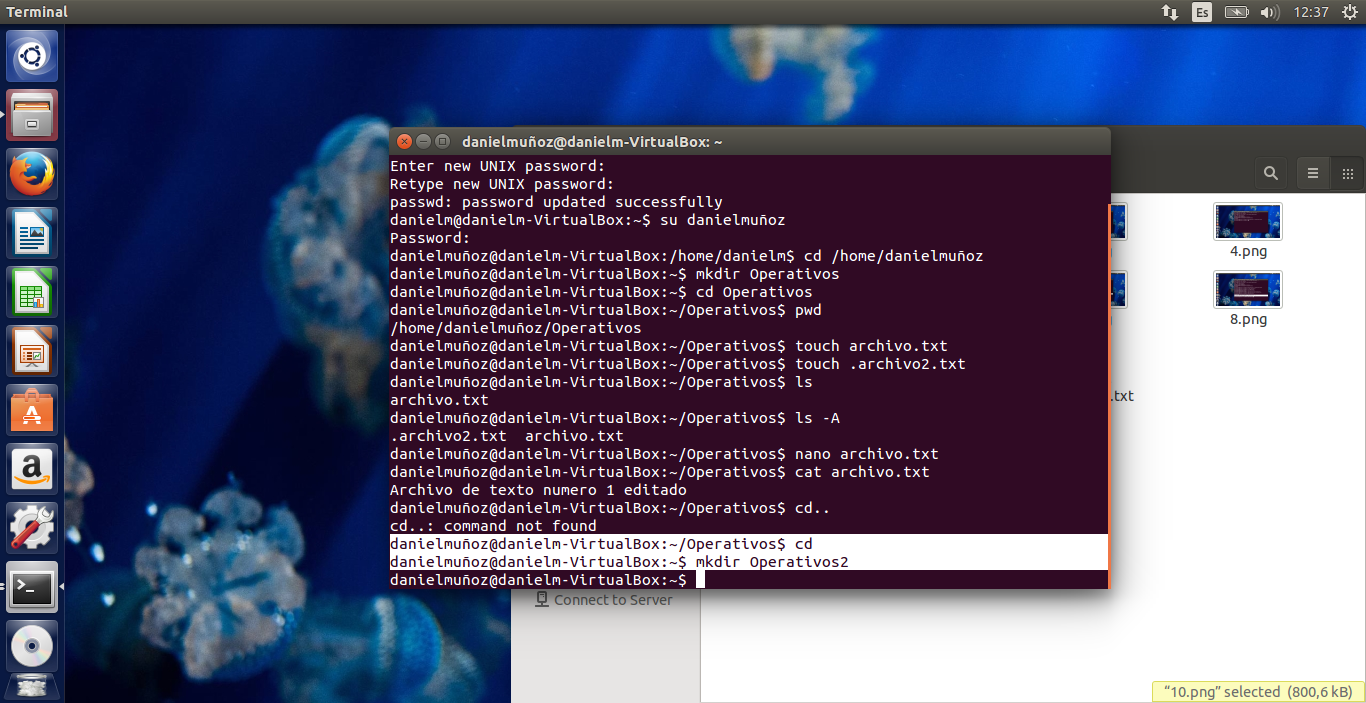 Terminal
Es
12:37
danielmuñoz@danielm-VirtualBox: ~
Enter new UNIX password:
Retype new UNIX password:
passwd: password updated successfully
danielm@danielm-VirtualBox:~$ su danielmuñoz
Password:
danielmuñoz@danielm-VirtualBox:/home/danielm$ cd /home/danielmuñoz
danielmuñoz@danielm-VirtualBox:~$ mkdir Operativos
danielmuñoz@danielm-VirtualBox:~$ cd Operativos
danielmuñoz@danielm-VirtualBox:~/Operativos$ pwd
/home/danielmuñoz/Operativos
danielmuñoz@danielm-VirtualBox:~/Operativos$ touch archivo.txt
danielmuñoz@danielm-VirtualBox:~/Operativos$ touch .archivo2.txt
danielmuñoz@danielm-VirtualBox:~/Operativos$ ls
archivo.txt
danielmuñoz@danielm-VirtualBox:~/Operativos$ ls -A
.archivo2.txt  archivo.txt
danielmuñoz@danielm-VirtualBox:~/Operativos$ nano archivo.txt
danielmuñoz@danielm-VirtualBox:~/Operativos$ cat archivo.txt
Archivo de texto numero 1 editado
danielmuñoz@danielm-VirtualBox:~/Operativos$ cd..
cd..: command not found
danielmuñoz@danielm-VirtualBox:~/Operativos$ cd
danielmuñoz@danielm-VirtualBox:~$ mkdir Operativos2
danielmuñoz@danielm-VirtualBox:~$
4.png
8.png
.txt
Connect to Server
“10.png” selected (800,6 kB)